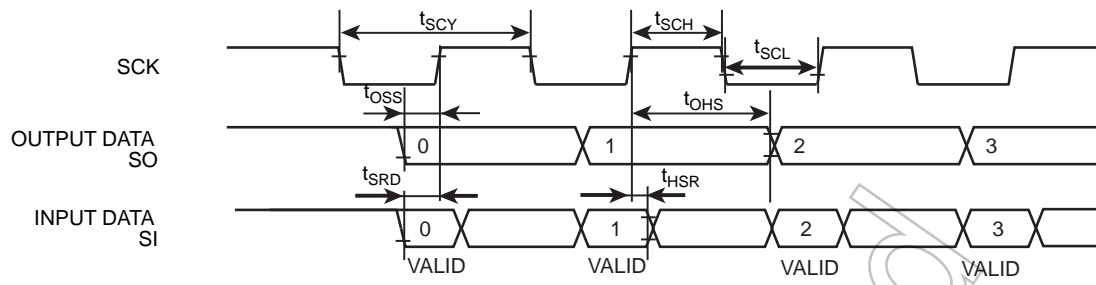 tSCY
tSCH
tSCL
SCK
tOSS
tOHS
OUTPUT DATA
SO
0
1
2
3
tSRD
tHSR
INPUT DATA
SI
0
1
2
3
VALID
VALID
VALID
VALID